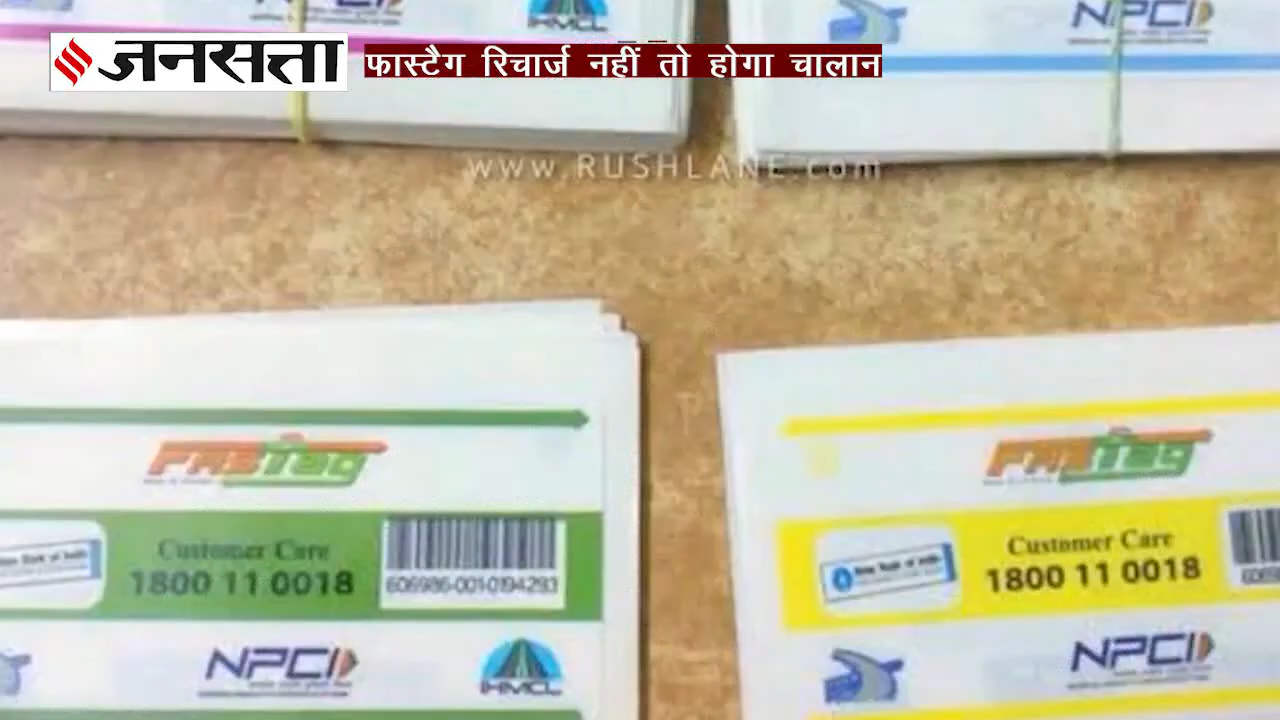 NPCI
IHMCL
NPCI
जनसत्ता
फास्टैग रिचार्ज नहीं तो होगा चालान
www.RUSHLANE.com
FASTag
FASTag
Customer Care
1800 11 0018
606986-001-0194283
Customer Care
1800 11 0018
NPCI
IHMCL
NPCI